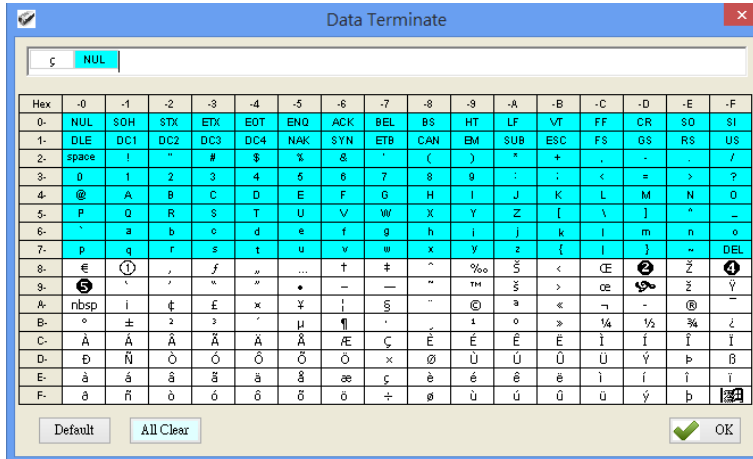 Data Terminate
ç NUL
Hex -0 -1 -2 -3 -4 -5 -6 -7 -8 -9 -A -B -C -D -E -F
0- NUL SOH STX ETX EOT ENQ ACK BEL BS HT LF VT FF CR SO SI
1- DLE DC1 DC2 DC3 DC4 NAK SYN ETB CAN EM SUB ESC FS GS RS US
2- space ! " # $ % & ' ( ) * + , - . /
3- 0 1 2 3 4 5 6 7 8 9 : ; < = > ?
4- @ A B C D E F G H I J K L M N O
5- P Q R S T U V W X Y Z [ \ ] ^ _
6- ` a b c d e f g h i j k l m n o
7- p q r s t u v w x y z { | } ~ DEL
8- € ① ‚ ƒ „ … † ‡ ˆ ‰ Š ‹ Œ ❷ Ž ❹
9- ❺ ‘ ’ “ ” • – — ˜ ™ š › œ ž Ÿ
A- nbsp ¡ ¢ £ ¤ ¥ ¦ § ¨ © ª « ¬ - ® ¯
B- ° ± ² ³ ´ µ ¶ · ¸ ¹ º » ¼ ½ ¾ ¿
C- À Á Â Ã Ä Å Æ Ç È É Ê Ë Ì Í Î Ï
D- Ð Ñ Ò Ó Ô Õ Ö × Ø Ù Ú Û Ü Ý Þ ß
E- à á â ã ä å æ ç è é ê ë ì í î ï
F- ð ñ ò ó ô õ ö ÷ ø ù ú û ü ý þ
Default All Clear OK